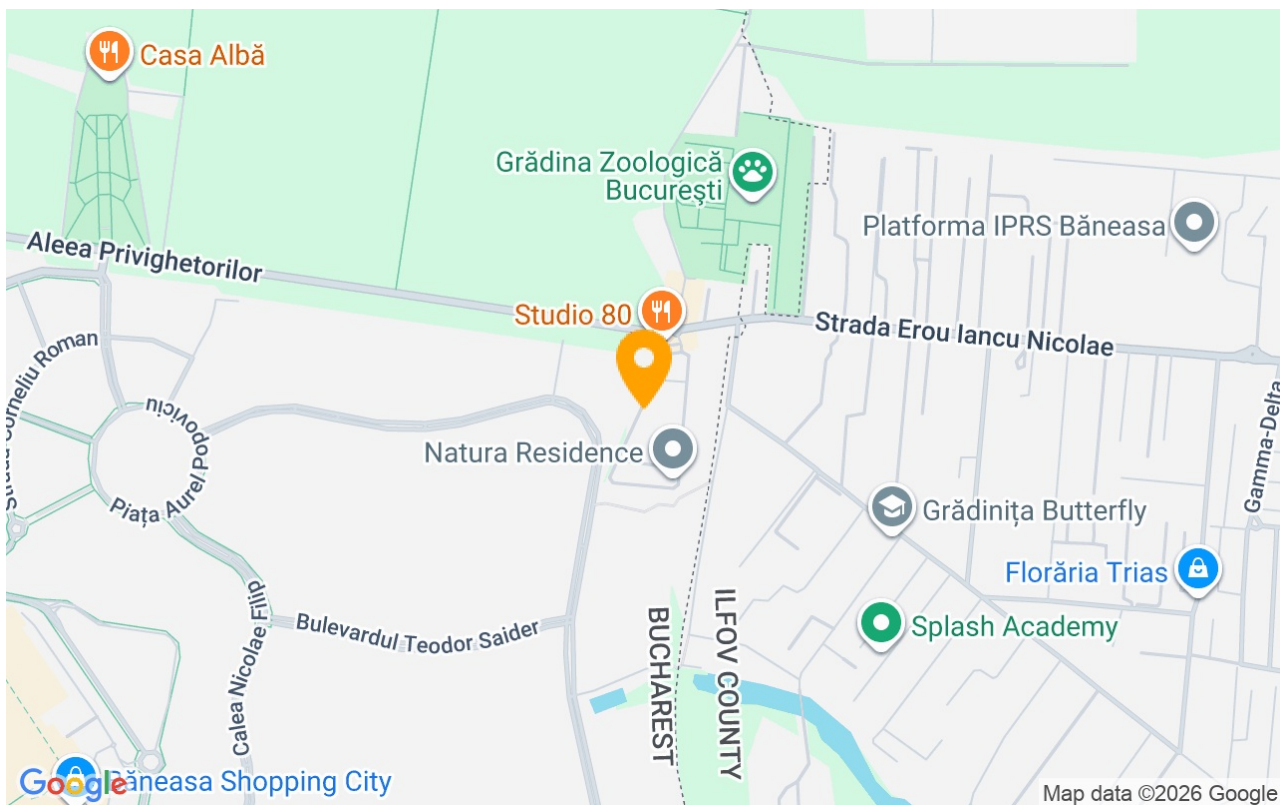 Casa Albă
Grădina Zoologică
București
Platforma IPRS Băneasa
Aleea Privighetorilor
Studio 80
Strada Erou Iancu Nicolae
Strada Corneliu Roman
Piața Aurel Popoviciu
Natura Residence
Gamma-Delta
Grădinița Butterfly
Florăria Trias
Calea Nicolae Filip
Bulevardul Teodor Saider
BUCHAREST
ILFOV COUNTY
Splash Academy
Google
Băneasa Shopping City
Map data ©2026 Google